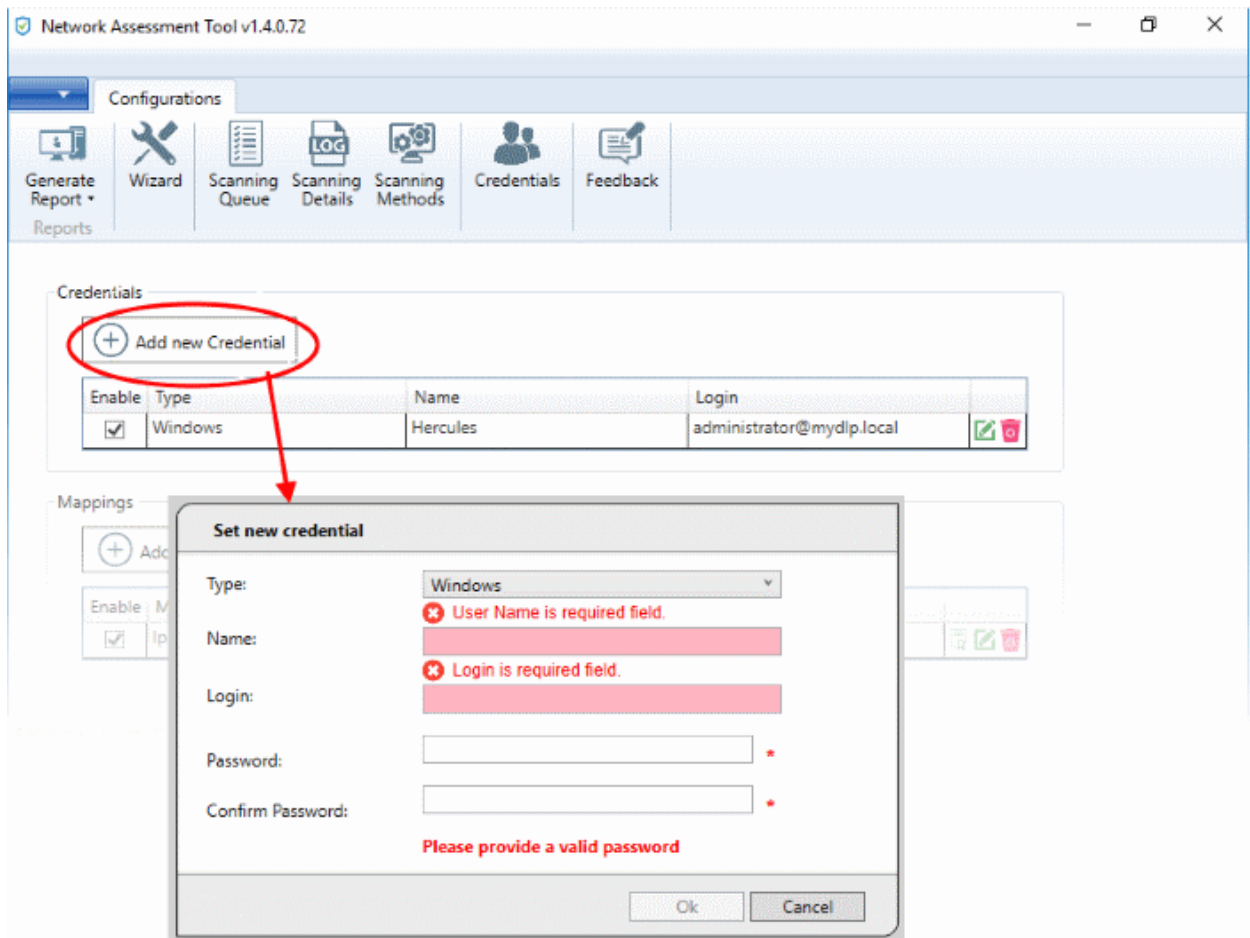 Network Assessment Tool v1.4.0.72
Configurations
Generate Report
Wizard
Scanning Queue
LOG
Scanning Details
Scanning Methods
Credentials
Feedback
Reports
Credentials
Add new Credential
Enable Type Name Login
Windows Hercules administrator@mydlp.local
Mappings
Enable
Set new credential
Type: Windows
User Name is required field.
Name:
Login is required field.
Login:
Password: *
Confirm Password: *
Please provide a valid password
Ok Cancel